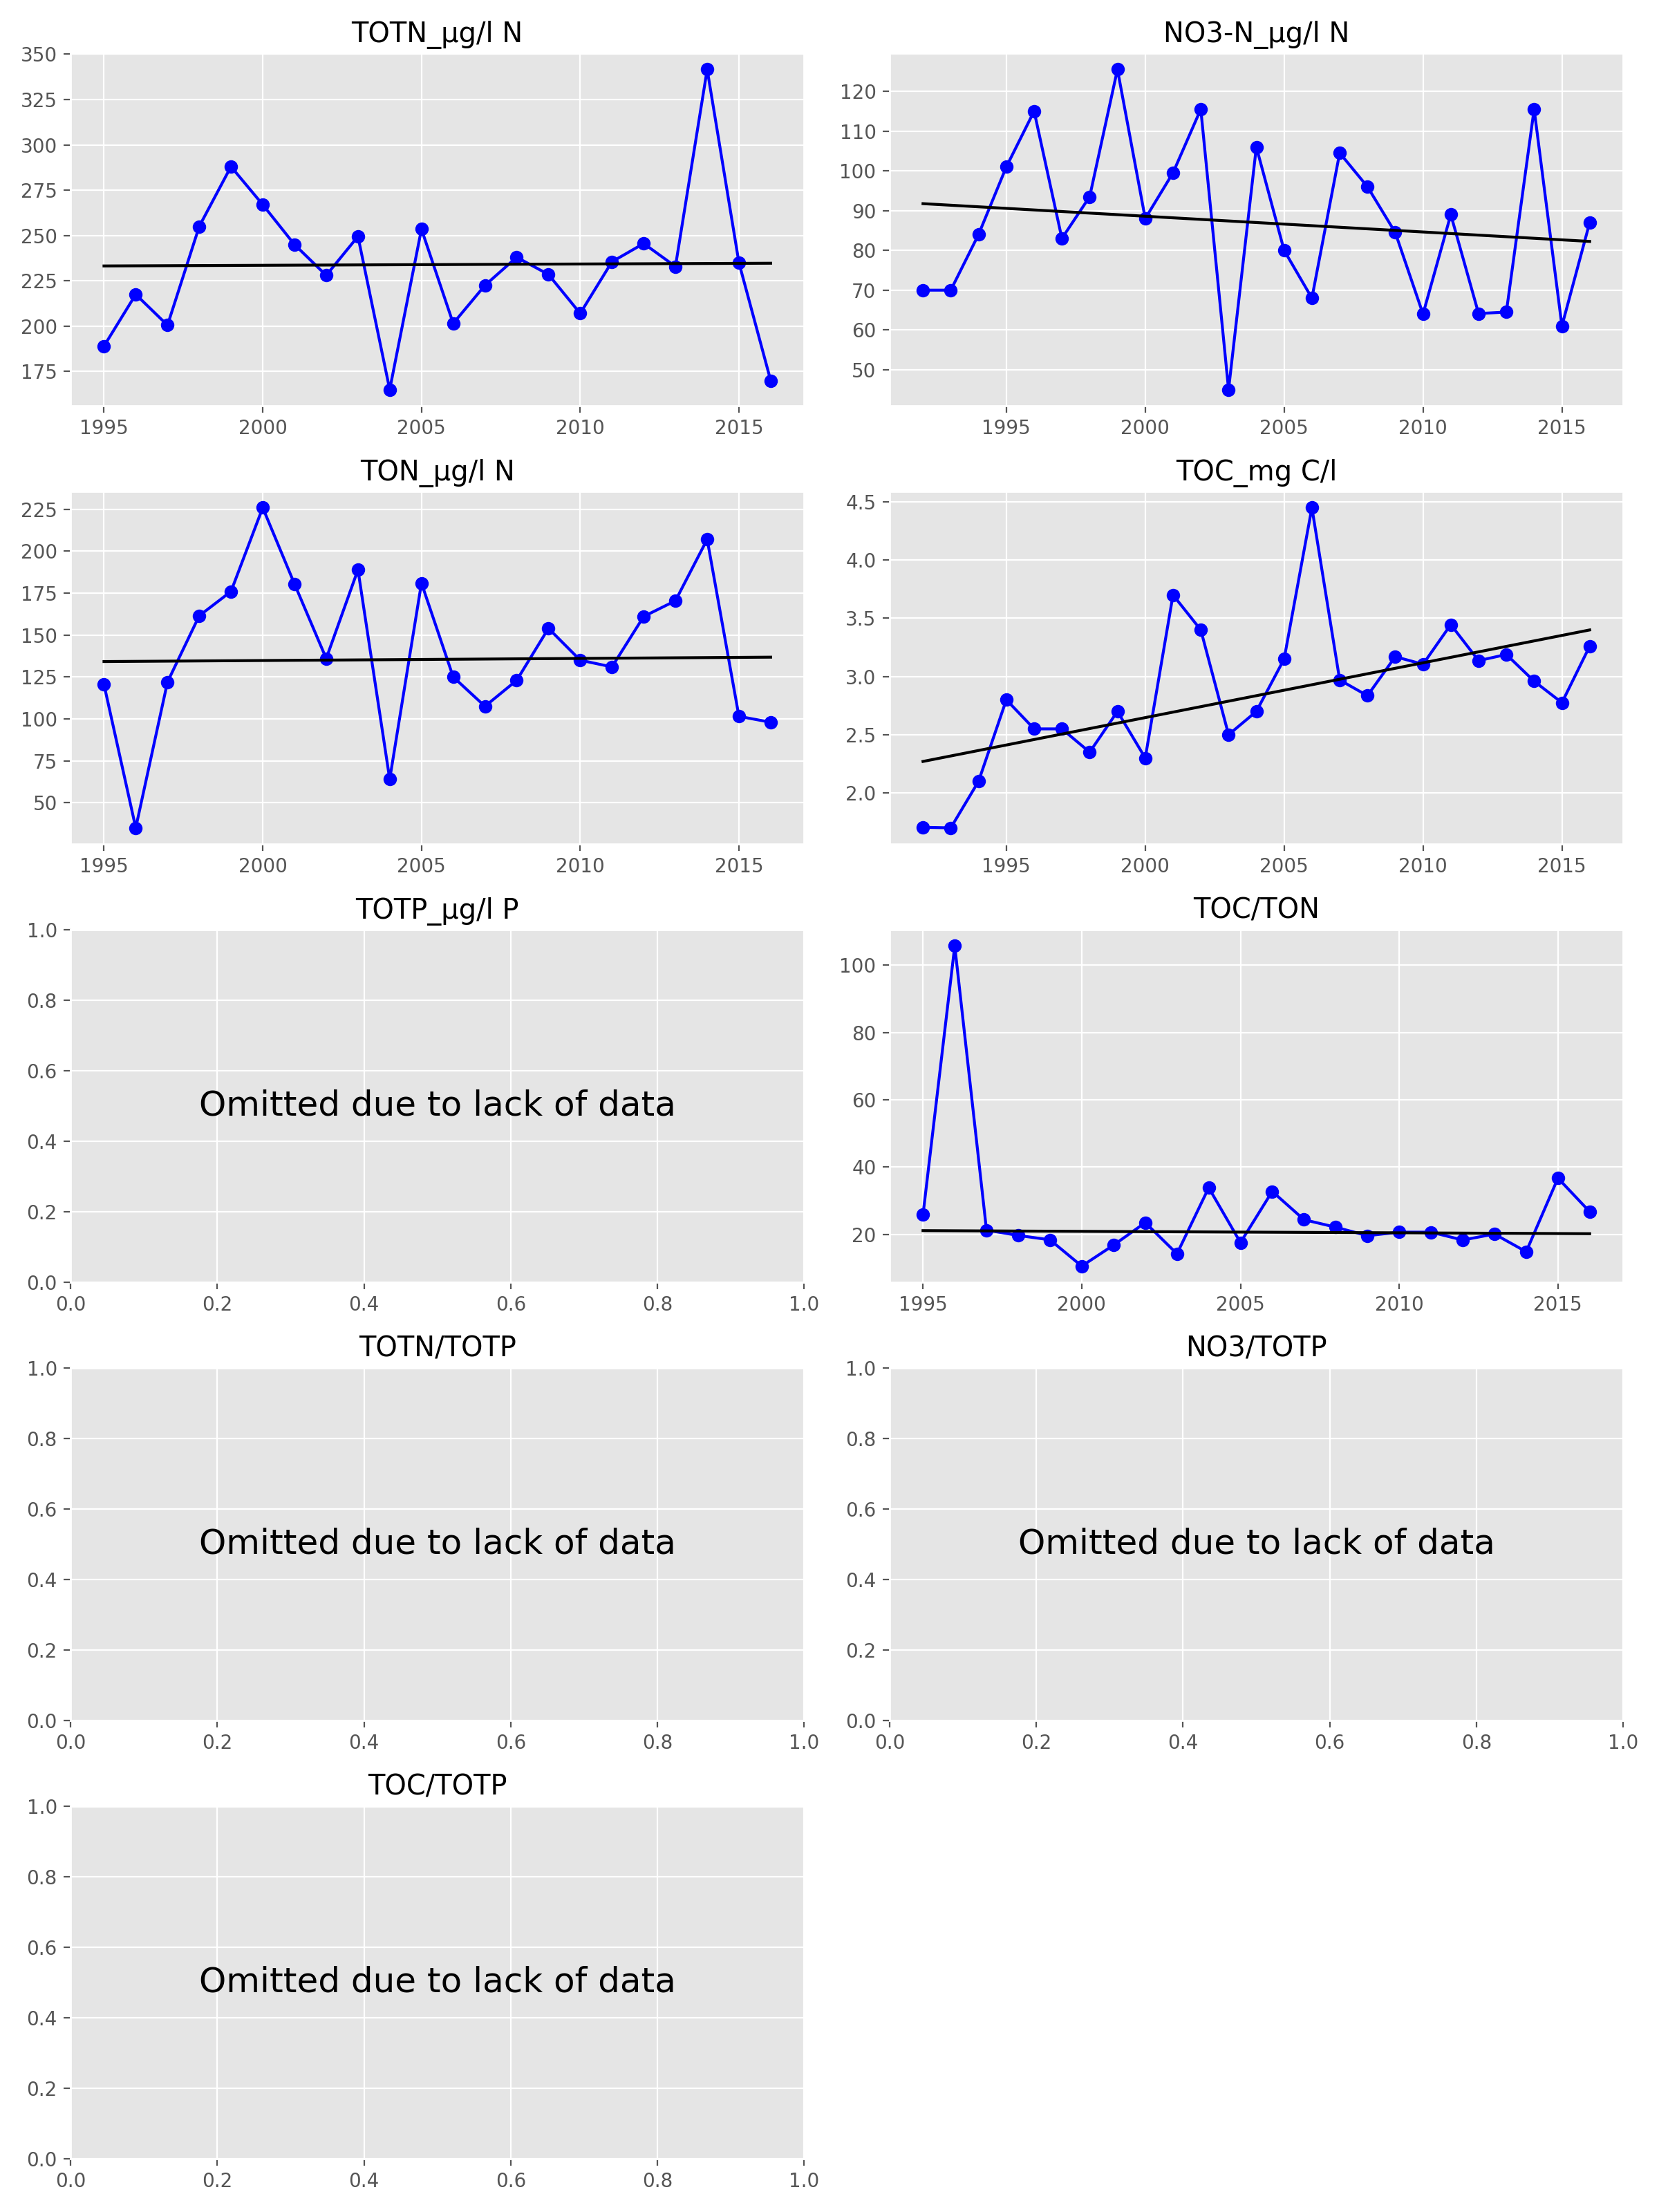 TOTN_µg/l N
350
325
300
275
250
225
200
175
1995 2000 2005 2010 2015
NO3-N_µg/l N
120
110
100
90
80
70
60
50
1995 2000 2005 2010 2015
TON_µg/l N
225
200
175
150
125
100
75
50
1995 2000 2005 2010 2015
TOC_mg C/l
4.5
4.0
3.5
3.0
2.5
2.0
1995 2000 2005 2010 2015
TOTP_µg/l P
1.0
0.8
0.6
Omitted due to lack of data
0.4
0.2
0.0
0.0 0.2 0.4 0.6 0.8 1.0
TOC/TON
100
80
60
40
20
1995 2000 2005 2010 2015
TOTN/TOTP
1.0
0.8
0.6
Omitted due to lack of data
0.4
0.2
0.0
0.0 0.2 0.4 0.6 0.8 1.0
NO3/TOTP
1.0
0.8
0.6
Omitted due to lack of data
0.4
0.2
0.0
0.0 0.2 0.4 0.6 0.8 1.0
TOC/TOTP
1.0
0.8
0.6
Omitted due to lack of data
0.4
0.2
0.0
0.0 0.2 0.4 0.6 0.8 1.0